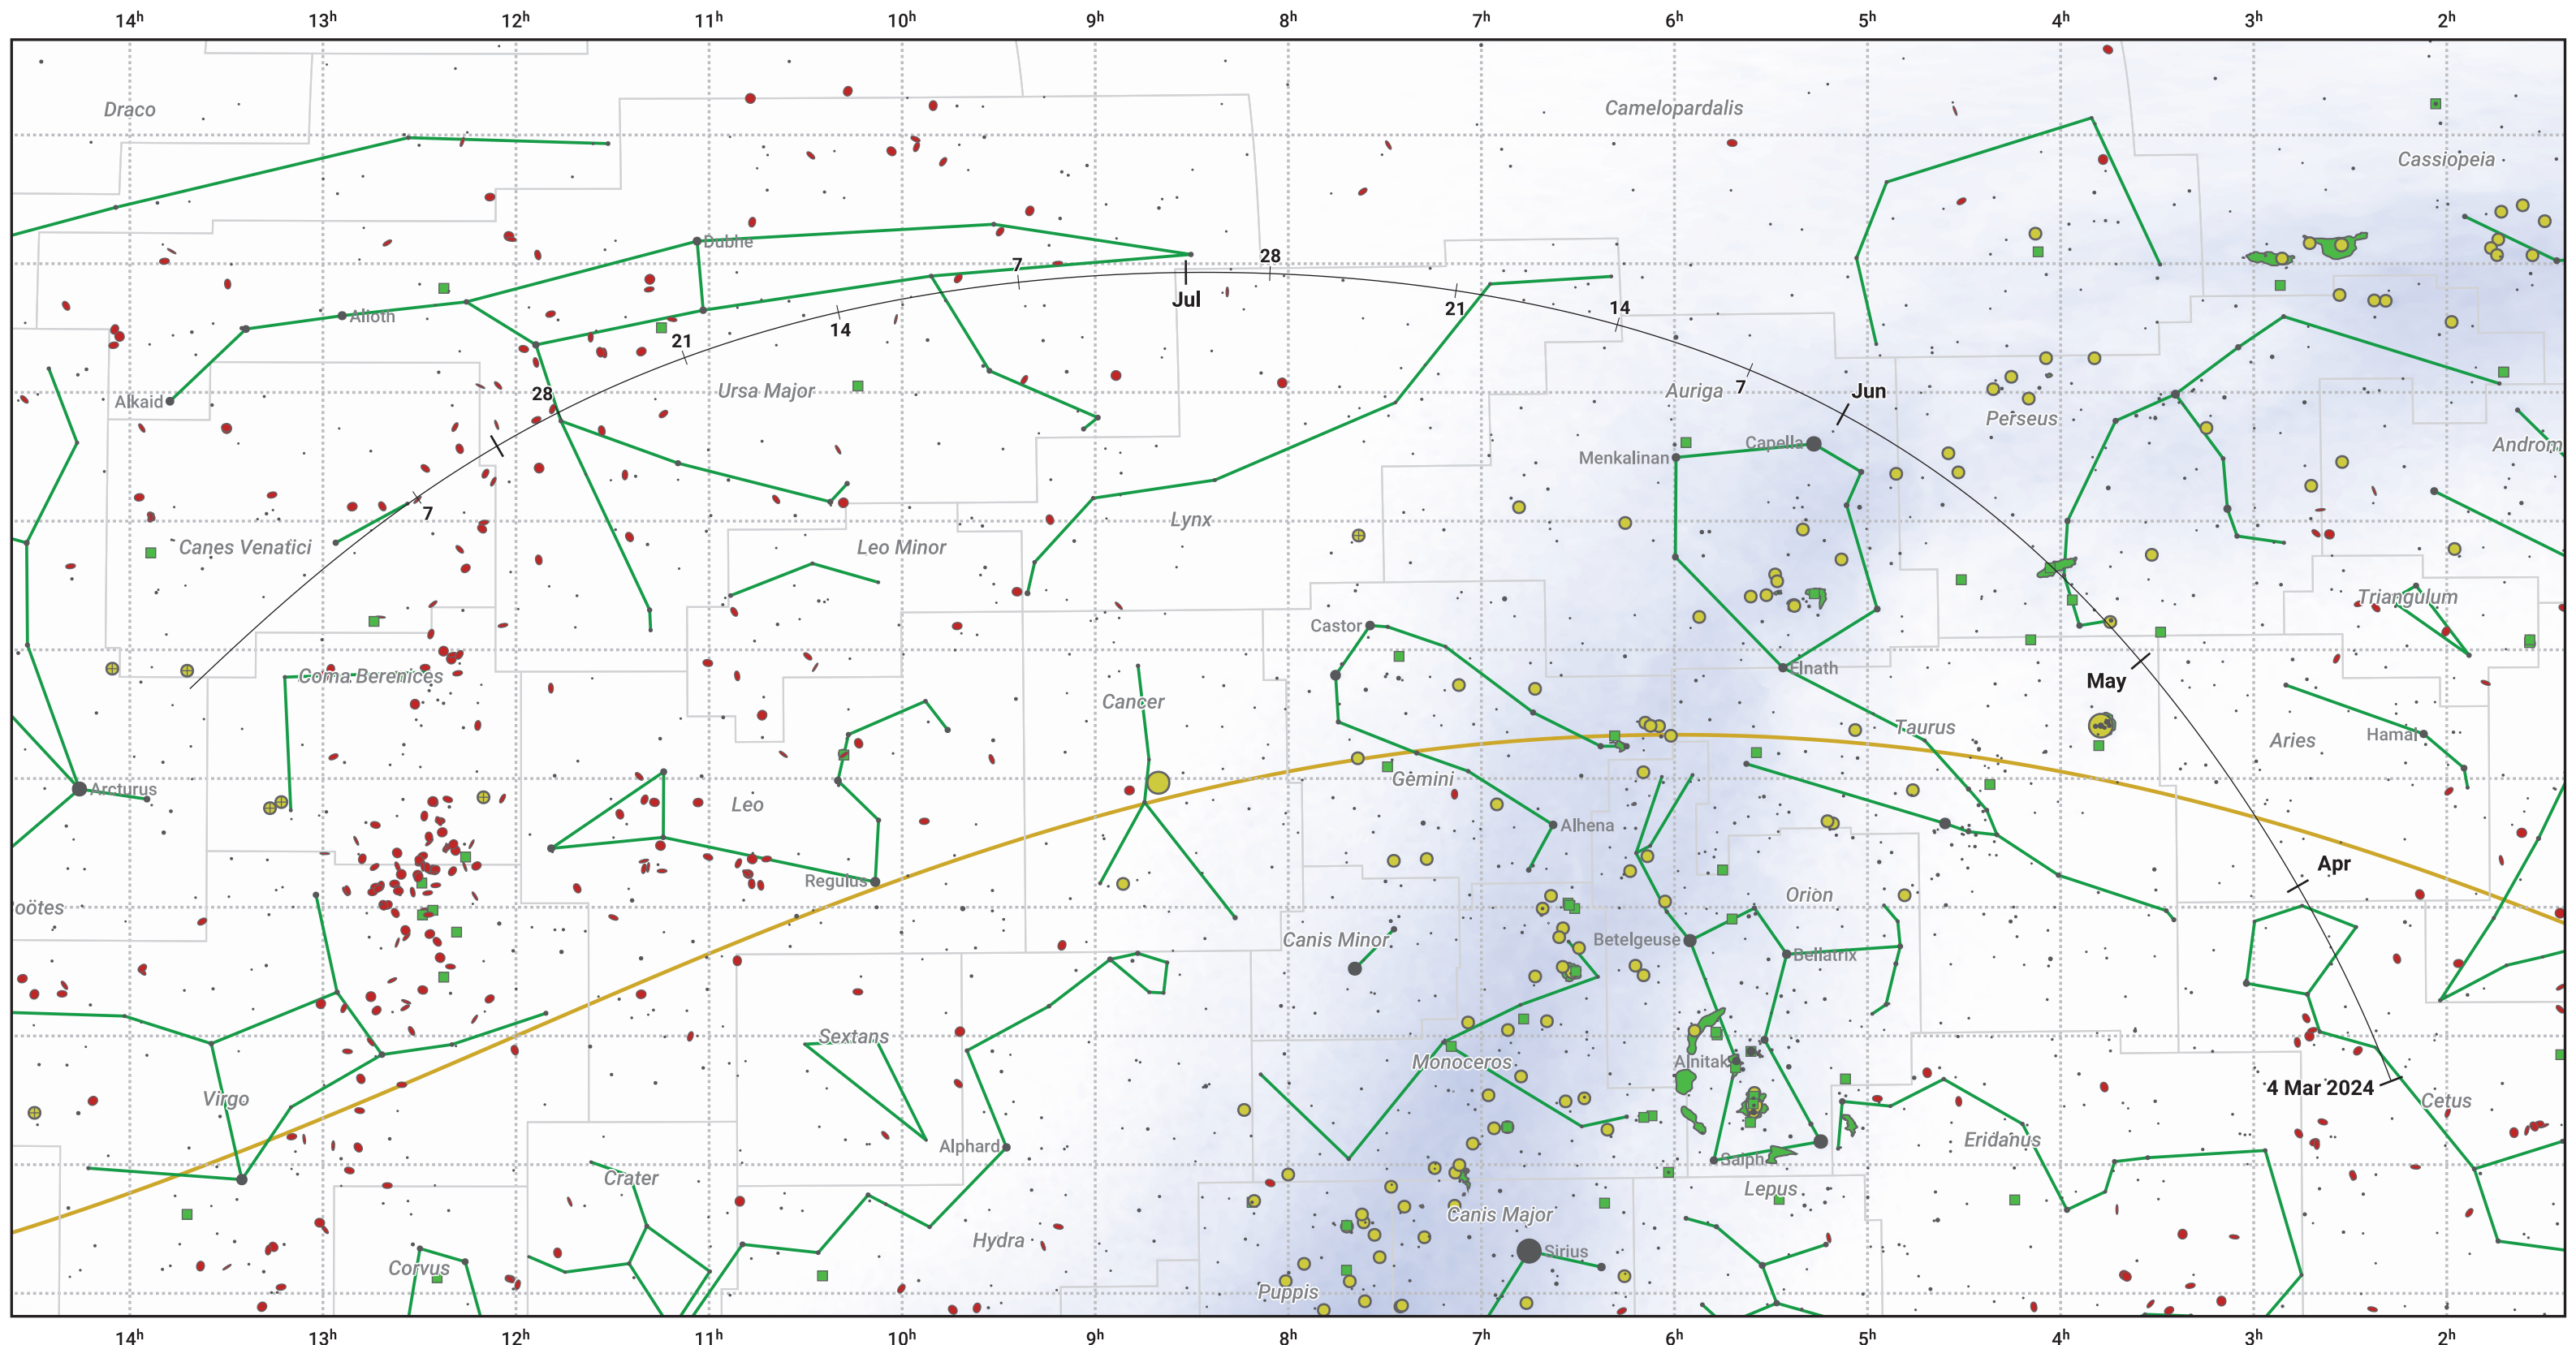 14ʰ 13ʰ 12ʰ 11ʰ 10ʰ 9ʰ 8ʰ 7ʰ 6ʰ 5ʰ 4ʰ 3ʰ 2ʰ
Draco
Camelopardalis
Cassiopeia
Dubhe
28
7
Jul
21
14
Alioth
14
21
7
Jun
28
Ursa Major
Auriga
Perseus
Alkaid
Androm
Capella
Menkalinan
7
Canes Venatici
Leo Minor
Lynx
Triangulum
Castor
Coma Berenices
Elnath
May
Cancer
Taurus
Hamal
Aries
Arcturus
Leo
Gemini
Alhena
Apr
Regulus
Orion
oötes
Canis Minor
Betelgeuse
Bellatrix
Sextans
Monoceros
Alnitak
4 Mar 2024
Virgo
Cetus
Alphard
Eridanus
Saiph
Crater
Lepus
Canis Major
Hydra
Sirius
Corvus
Puppis
14ʰ 13ʰ 12ʰ 11ʰ 10ʰ 9ʰ 8ʰ 7ʰ 6ʰ 5ʰ 4ʰ 3ʰ 2ʰ